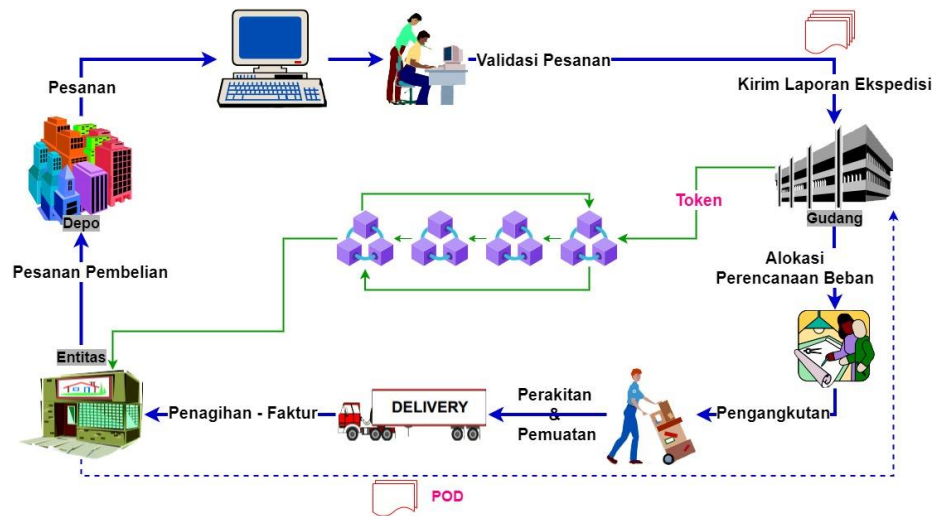 Validasi Pesanan
Pesanan
Kirim Laporan Ekspedisi
Token
Depo
Gudang
Pesanan Pembelian
Alokasi
Perencanaan Beban
Entitas
Penagihan - Faktur
DELIVERY
Perakitan
&
Pemuatan
Pengangkutan
POD